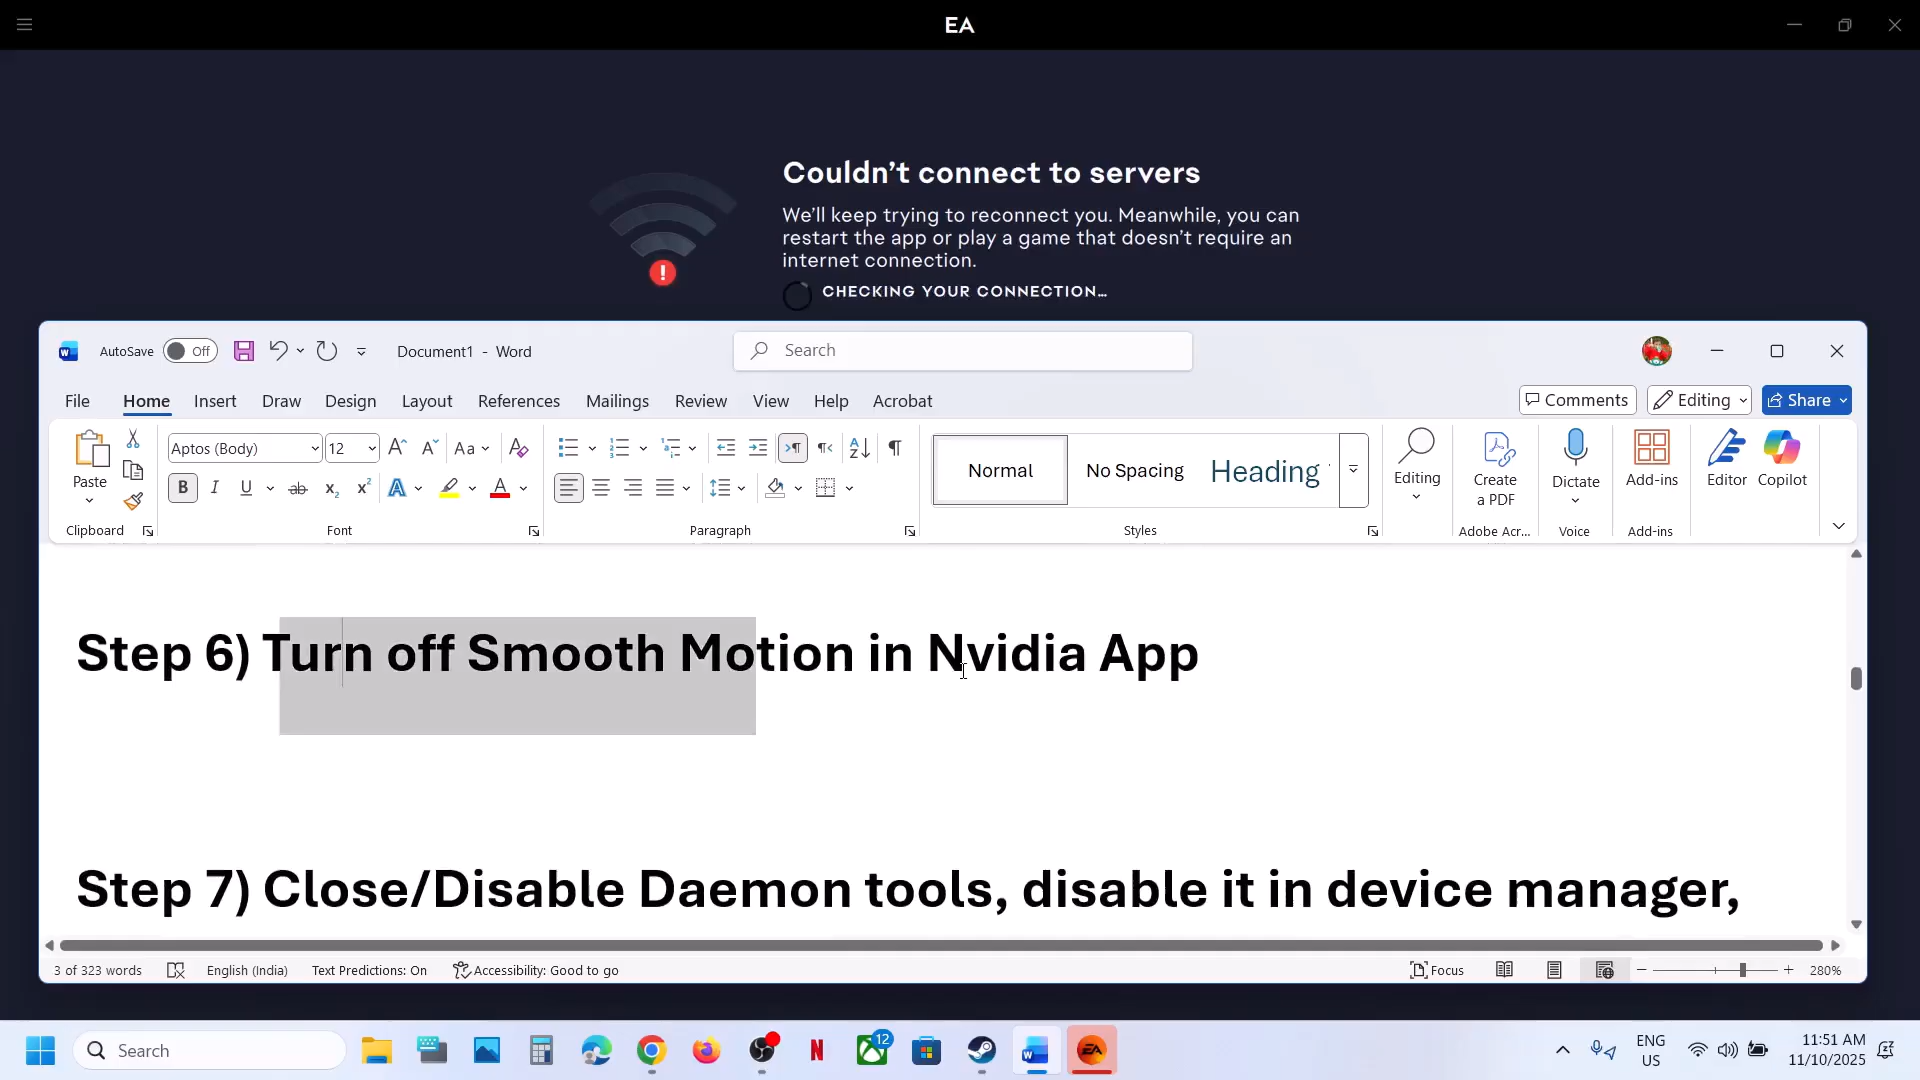 EA
Couldn't connect to servers
We'll keep trying to reconnect you. Meanwhile, you can
restart the app or play a game that doesn't require an
internet connection.
CHECKING YOUR CONNECTION...
AutoSave Off Document1 - Word Search
File Home Insert Draw Design Layout References Mailings Review View Help Acrobat Comments Editing Share
Paste Aptos (Body) 12 Normal No Spacing Heading Editing Create a PDF Dictate Add-ins Editor Copilot
Clipboard Font Paragraph Styles Adobe Acr... Voice Add-ins
Step 6) Turn off Smooth Motion in Nvidia App
Step 7) Close/Disable Daemon tools, disable it in device manager,
3 of 323 words English (India) Text Predictions: On Accessibility: Good to go Focus 280%
Search 12 EA ENG US 11:51 AM
11/10/2025